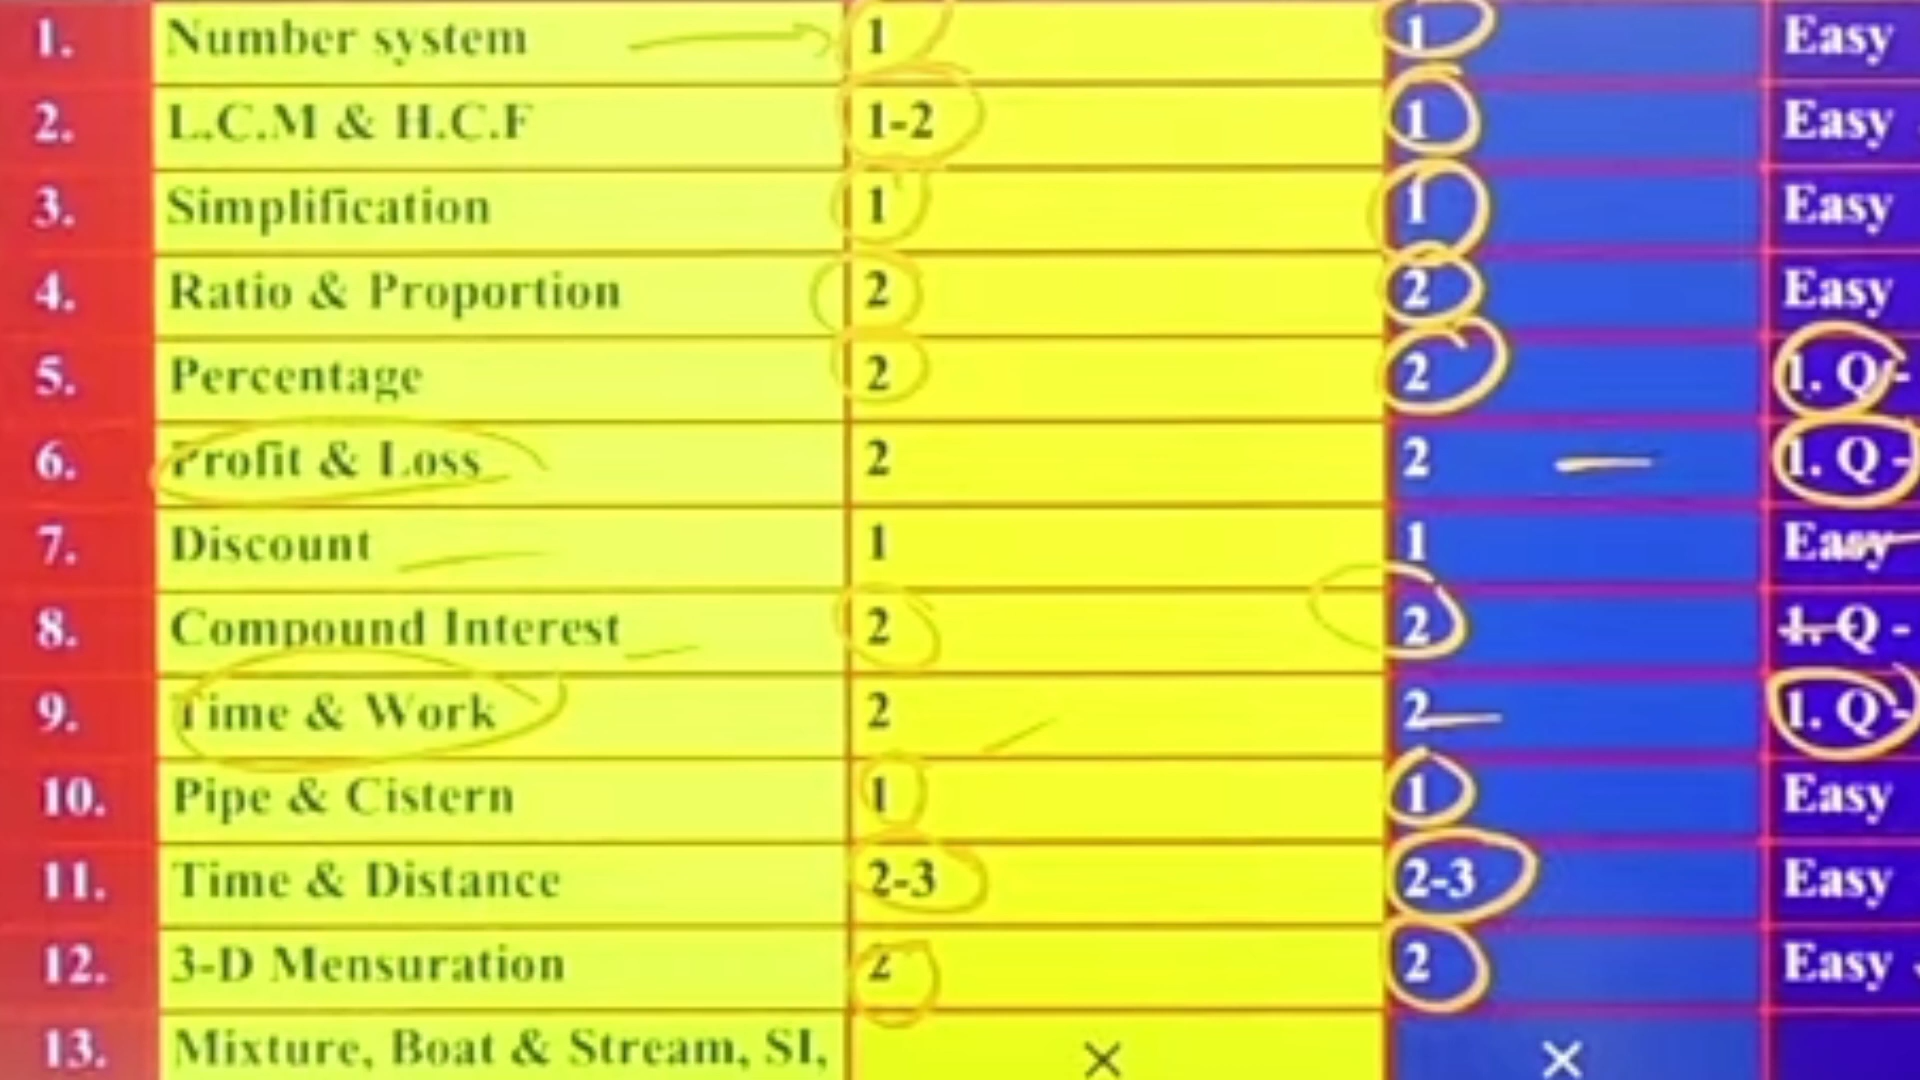 1. Number system 1 1 Easy
2. L.C.M & H.C.F 1-2 1 Easy
3. Simplification 1 1 Easy
4. Ratio & Proportion 2 2 Easy
5. Percentage 2 2 1. Q -
6. Profit & Loss 2 2 1. Q -
7. Discount 1 1 Easy
8. Compound Interest 2 2 1. Q -
9. Time & Work 2 2 1. Q -
10. Pipe & Cistern 1 1 Easy
11. Time & Distance 2-3 2-3 Easy
12. 3-D Mensuration 2 2 Easy
13. Mixture, Boat & Stream, SI, × ×